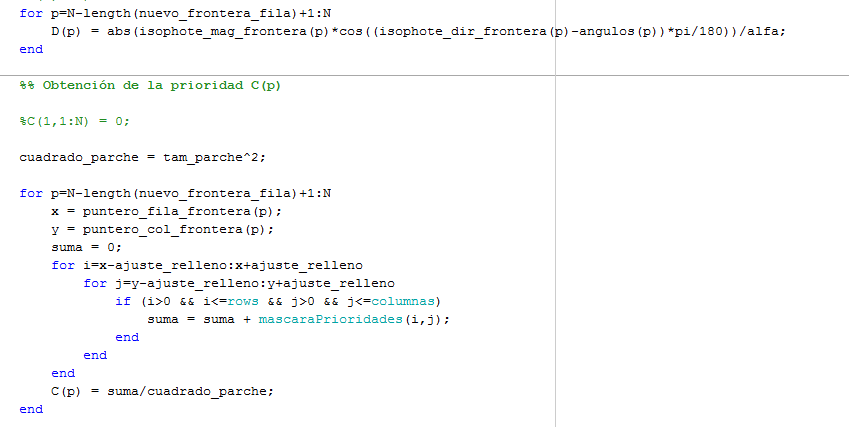 for p=N-length(nuevo_frontera_fila)+1:N
    D(p) = abs(isophote_mag_frontera(p)*cos((isophote_dir_frontera(p)-angulos(p))*pi/180))/alfa;
end
%% Obtención de la prioridad C(p)
%C(1,1:N) = 0;
cuadrado_parche = tam_parche^2;
for p=N-length(nuevo_frontera_fila)+1:N
    x = puntero_fila_frontera(p);
    y = puntero_col_frontera(p);
    suma = 0;
    for i=x-ajuste_relleno:x+ajuste_relleno
        for j=y-ajuste_relleno:y+ajuste_relleno
            if (i>0 && i<=rows && j>0 && j<=columnas)
                suma = suma + mascaraPrioridades(i,j);
            end
        end
    end
    C(p) = suma/cuadrado_parche;
end